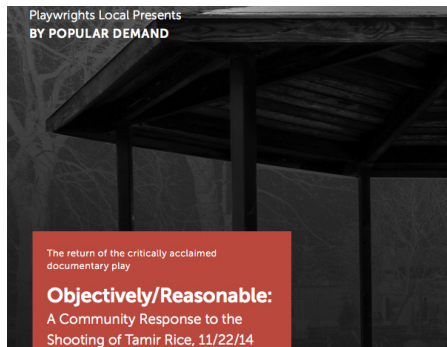 Playwrights Local Presents
BY POPULAR DEMAND
The return of the critically acclaimed
documentary play
Objectively/Reasonable:
A Community Response to the
Shooting of Tamir Rice, 11/22/14